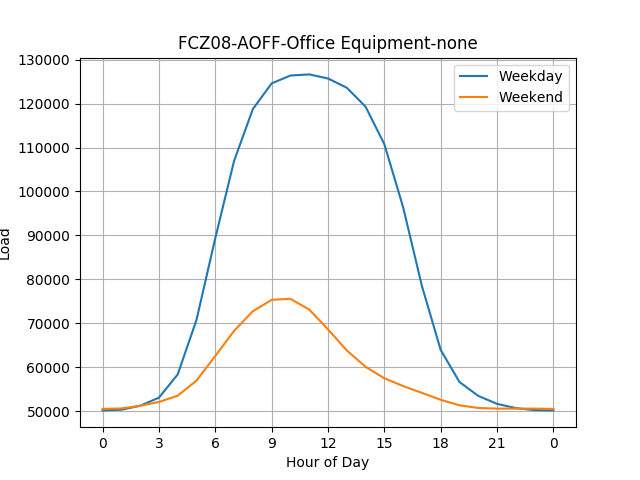 FCZ08-AOFF-Office Equipment-none
130000
120000
110000
100000
90000
80000
70000
60000
50000
Load
Weekday
Weekend
0 3 6 9 12 15 18 21 0
Hour of Day